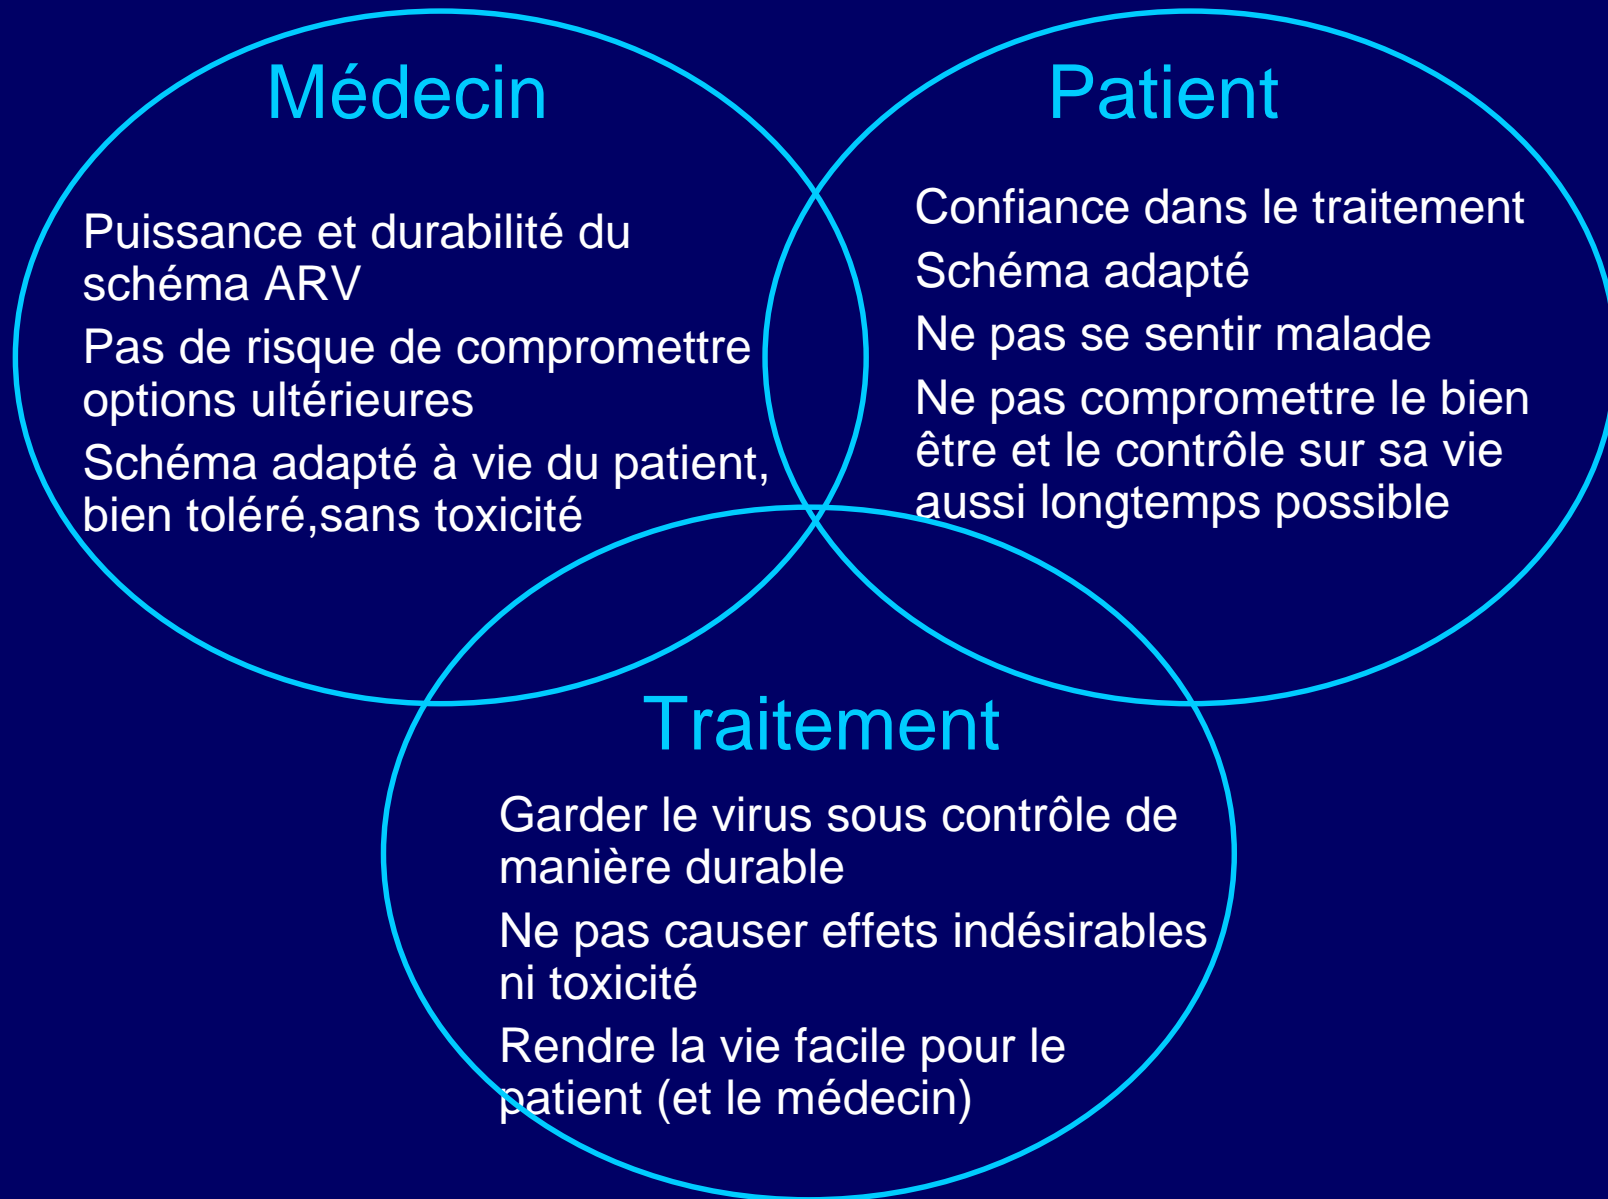 Médecin
Puissance et durabilité du
schéma ARV
Pas de risque de compromettre
options ultérieures
Schéma adapté à vie du patient,
bien toléré,sans toxicité
Patient
Confiance dans le traitement
Schéma adapté
Ne pas se sentir malade
Ne pas compromettre le bien
être et le contrôle sur sa vie
aussi longtemps possible
Traitement
Garder le virus sous contrôle de
manière durable
Ne pas causer effets indésirables
ni toxicité
Rendre la vie facile pour le
patient (et le médecin)